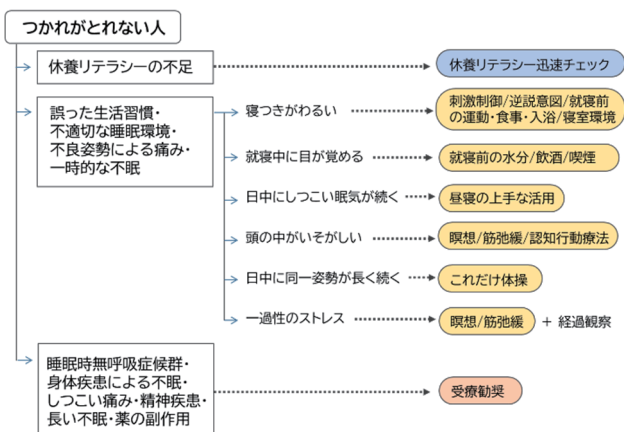 つかれがとれない人
休養リテラシーの不足
休養リテラシー迅速チェック
誤った生活習慣・
不適切な睡眠環境・
不良姿勢による痛み・
一時的な不眠
寝つきがわるい
刺激制御/逆説意図/就寝前
の運動・食事・入浴/寝室環境
就寝中に目が覚める
就寝前の水分/飲酒/喫煙
日中にしつこい眠気が続く
昼寝の上手な活用
頭の中がいそがしい
瞑想/筋弛緩/認知行動療法
日中に同一姿勢が長く続く
これだけ体操
一過性のストレス
瞑想/筋弛緩 + 経過観察
睡眠時無呼吸症候群・
身体疾患による不眠・
しつこい痛み・精神疾患・
長い不眠・薬の副作用
受療勧奨